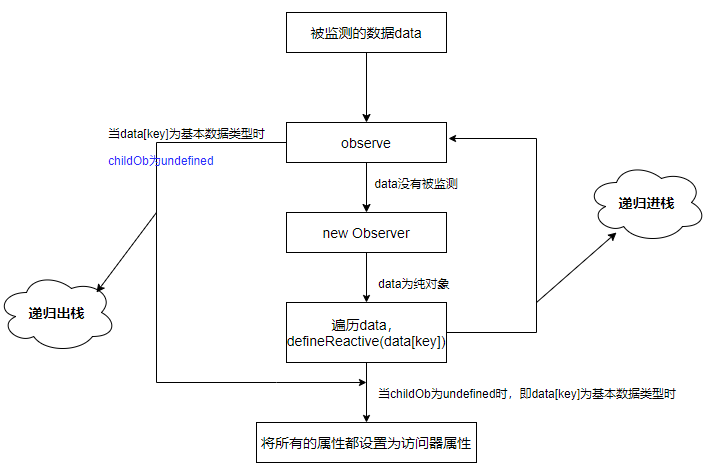 被监测的数据data
当data[key]为基本数据类型时
observe
childOb为undefined
data没有被监测
递归进栈
new Observer
data为纯对象
递归出栈
遍历data，
defineReactive(data[key])
当childOb为undefined时，即data[key]为基本数据类型时
将所有的属性都设置为访问器属性